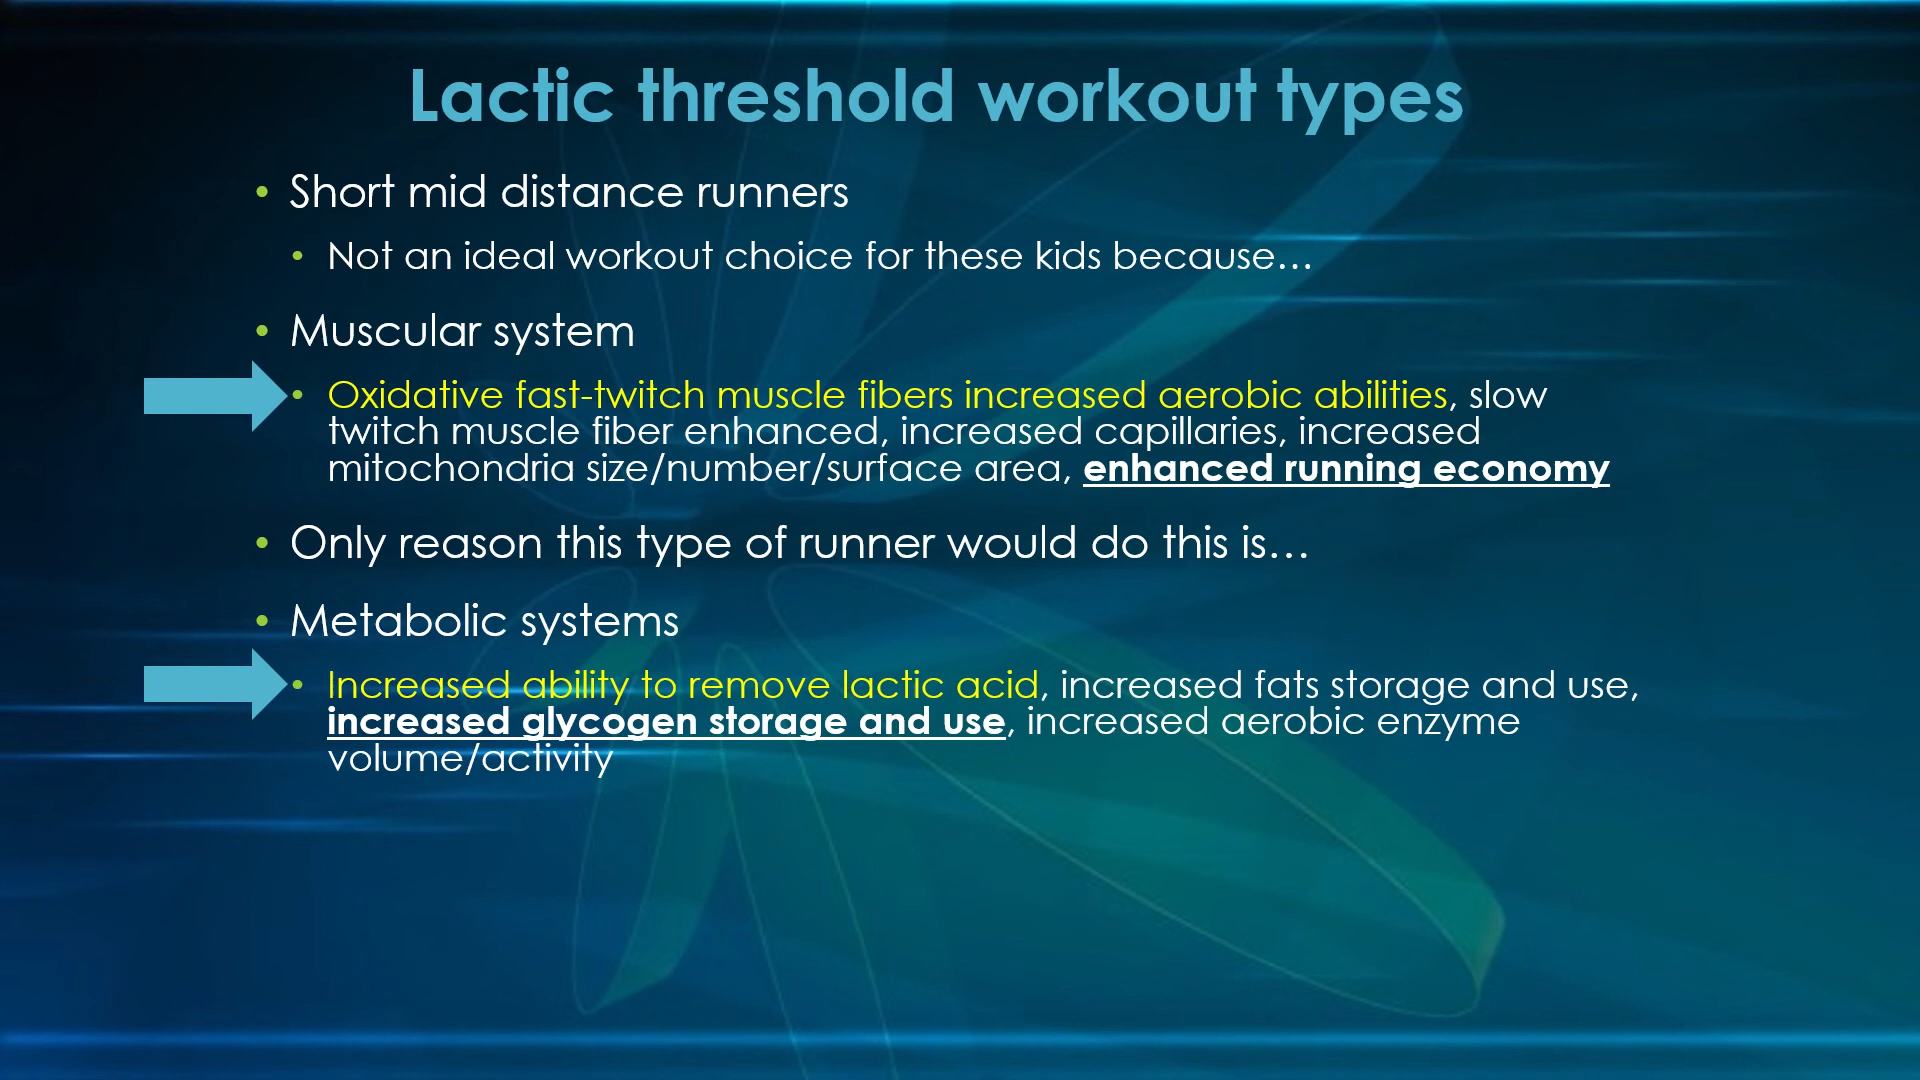 Lactic threshold workout types
• Short mid distance runners
• Not an ideal workout choice for these kids because…
• Muscular system
• Oxidative fast-twitch muscle fibers increased aerobic abilities, slow
twitch muscle fiber enhanced, increased capillaries, increased
mitochondria size/number/surface area, enhanced running economy
• Only reason this type of runner would do this is…
• Metabolic systems
• Increased ability to remove lactic acid, increased fats storage and use,
increased glycogen storage and use, increased aerobic enzyme
volume/activity